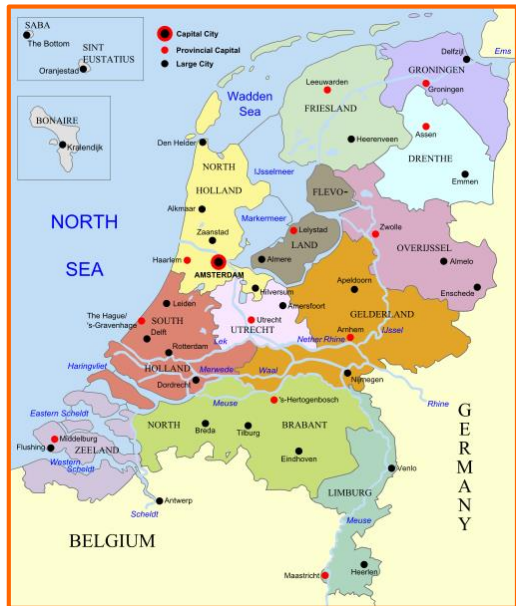 SABA
The Bottom
SINT
EUSTATIUS
Oranjestad
BONAIRE
Kralendijk
Capital City
Provincial Capital
Large City
Wadden
Sea
NORTH
SEA
Delfzijl
Ems
GRONINGEN
Groningen
Leeuwarden
FRIESLAND
Heerenveen
Assen
DRENTHE
Emmen
Den Helder
NORTH
HOLLAND
IJsselmeer
Alkmaar
Markermeer
Zaanstad
Haarlem
AMSTERDAM
FLEVO-
LAND
Lelystad
Almere
Zwolle
OVERIJSSEL
Almelo
Enschede
Hilversum
Amersfoort
Apeldoorn
GELDERLAND
Leiden
The Hague/
's-Gravenhage
SOUTH
Delft
Utrecht
UTRECHT
Arnhem
IJssel
Nether Rhine
Lek
Rotterdam
HOLLAND
Haringvliet
Merwede
Waal
Dordrecht
Nijmegen
Meuse
Rhine
Eastern Scheldt
's-Hertogenbosch
Middelburg
Flushing
ZEELAND
Western
Scheldt
NORTH
BRABANT
Breda
Tilburg
Eindhoven
Venlo
LIMBURG
Antwerp
Scheldt
Meuse
BELGIUM
Maastricht
Heerlen
GERMANY